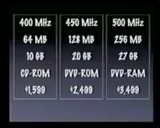 400 MHz 450 MHz 500 MHz
64 MB 128 MB 256 MB
10 GB 20 GB 27 GB
CD-ROM DVD-ROM DVD-RAM
$1,599 $2,499 $3,499